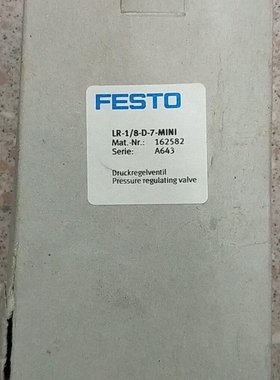 FESTO
LR-1/8-D-7-MINI
Mat.-Nr.: 162582
Serie: A643
Druckregelventil
Pressure regulating valve